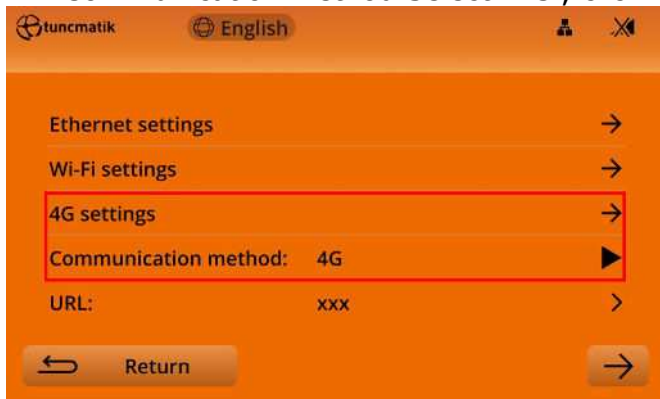 tuncmatik English
Ethernet settings
Wi-Fi settings
4G settings
Communication method: 4G
URL: xxx
Return